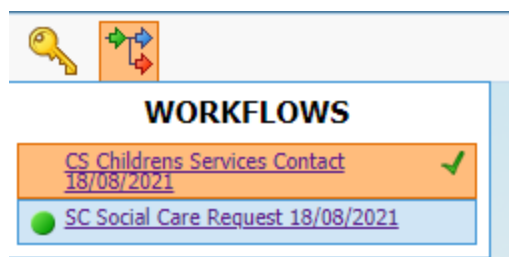 WORKFLOWS
CS Childrens Services Contact
18/08/2021
SC Social Care Request 18/08/2021